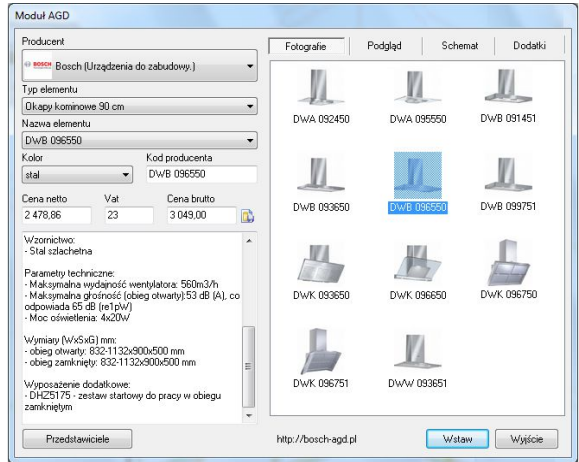 Moduł AGD
Producent
BOSCH Bosch (Urządzenia do zabudowy.)
Typ elementu
Okapy kominowe 90 cm
Nazwa elementu
DWB 096550
Kolor Kod producenta
stal DWB 096550
Cena netto Vat Cena brutto
2 478,86 23 3 049,00
Wzornictwo:
- Stal szlachetna
Parametry techniczne:
- Maksymalna wydajność wentylatora: 560m3/h
- Maksymalna głośność (obieg otwarty):53 dB (A), co
odpowiada 65 dB (re1pW)
- Moc oświetlenia: 4x20W
Wymiary (WxSxG) mm:
- obieg otwarty: 832-1132x900x500 mm
- obieg zamknięty: 832-1132x900x500 mm
Wyposażenie dodatkowe:
- DHZ5175 - zestaw startowy do pracy w obiegu
zamkniętym
Przedstawiciele
Fotografie Podgląd Schemat Dodatki
DWA 092450 DWA 095550 DWB 091451
DWB 093650 DWB 096550 DWB 099751
DWK 093650 DWK 096650 DWK 096750
DWK 096751 DWW 093651
http://bosch-agd.pl Wstaw Wyjście